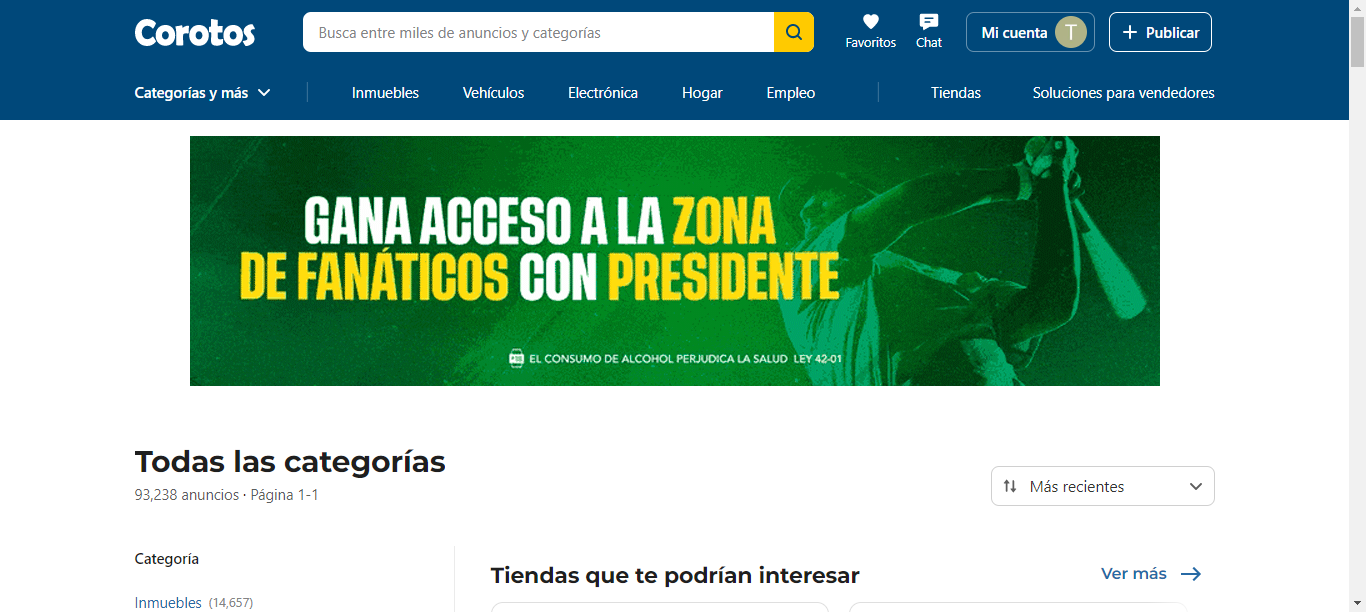 Corotos
Busca entre miles de anuncios y categorías
Favoritos
Chat
Mi cuenta T
Publicar
Categorías y más
Inmuebles
Vehículos
Electrónica
Hogar
Empleo
Tiendas
Soluciones para vendedores
GANA ACCESO A LA ZONA
DE FANÁTICOS CON PRESIDENTE
EL CONSUMO DE ALCOHOL PERJUDICA LA SALUD LEY 42-01
Todas las categorías
93,238 anuncios · Página 1-1
Más recientes
Categoría
Inmuebles (14,657)
Tiendas que te podrían interesar
Ver más